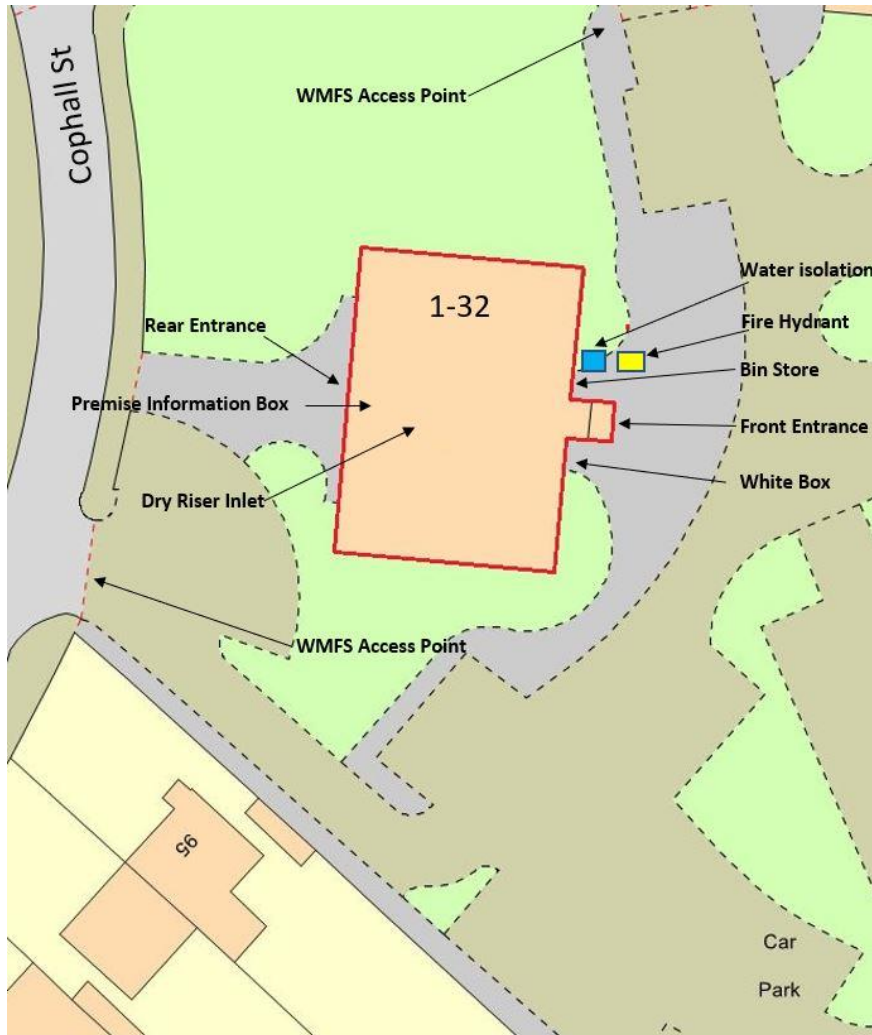 Cophall St
WMFS Access Point
Water isolation
1-32
Rear Entrance
Fire Hydrant
Bin Store
Premise Information Box
Front Entrance
White Box
Dry Riser Inlet
WMFS Access Point
95
Car
Park